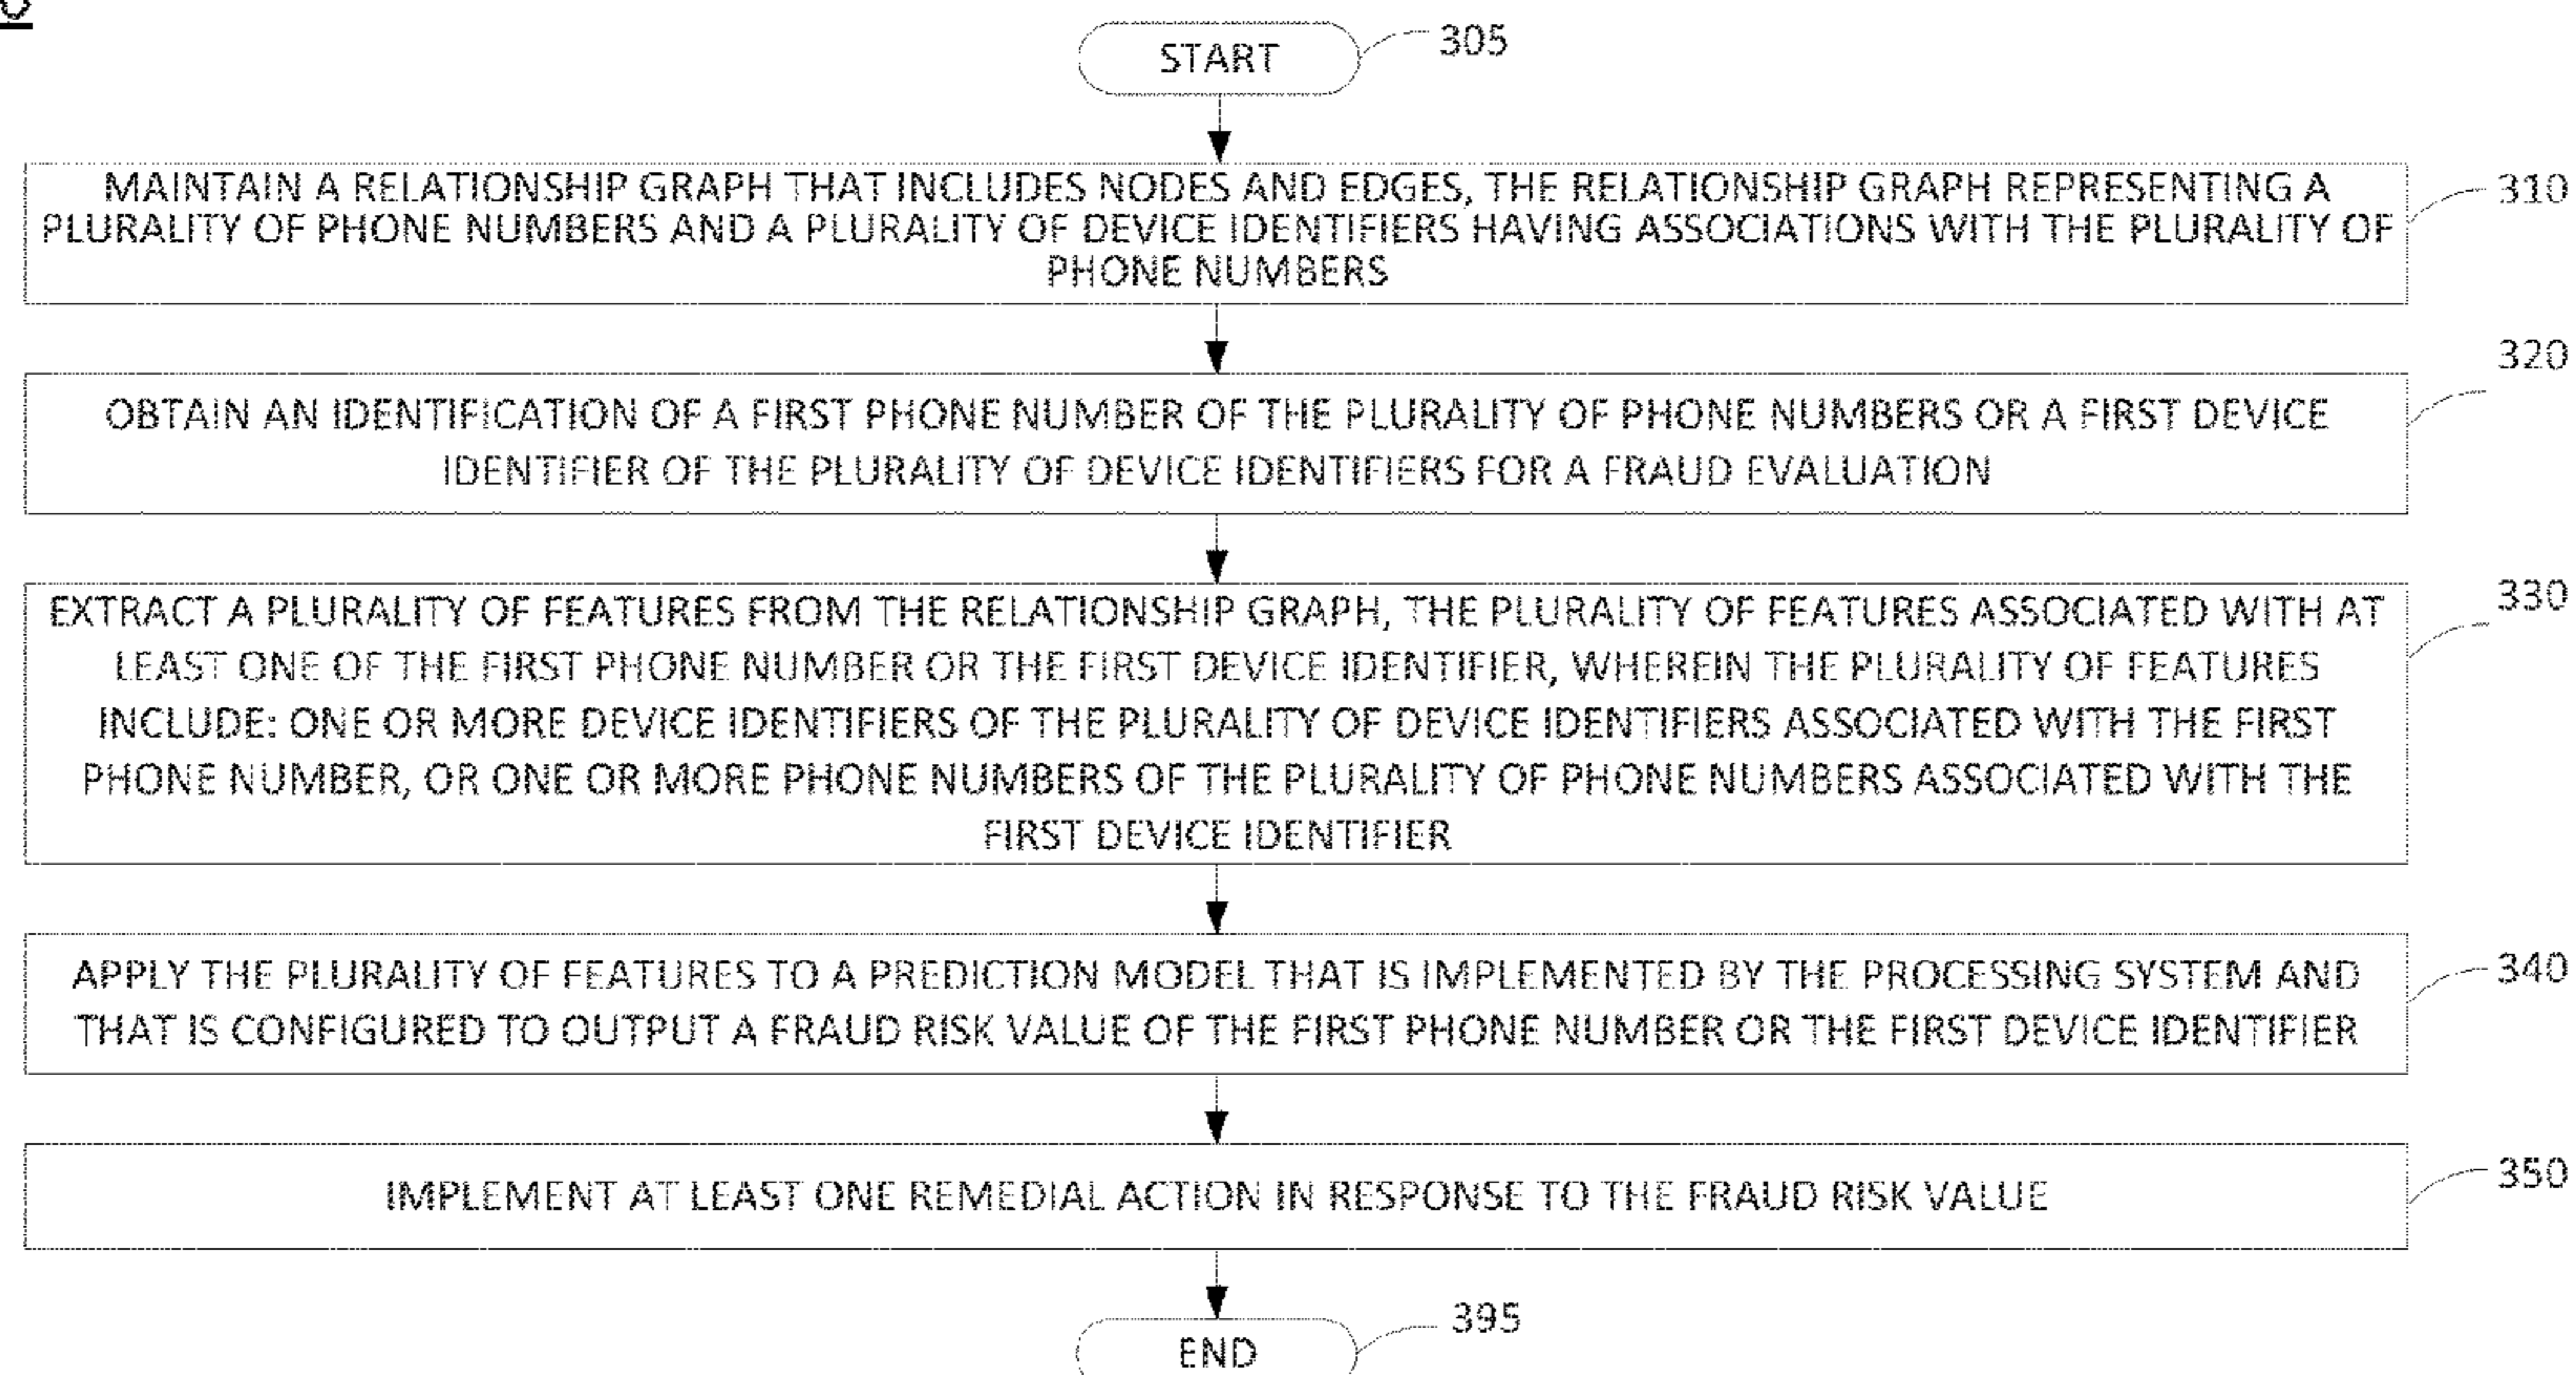 START
305
MAINTAIN A RELATIONSHIP GRAPH THAT INCLUDES NODES AND EDGES, THE RELATIONSHIP GRAPH REPRESENTING A
PLURALITY OF PHONE NUMBERS AND A PLURALITY OF DEVICE IDENTIFIERS HAVING ASSOCIATIONS WITH THE PLURALITY OF
PHONE NUMBERS
310
OBTAIN AN IDENTIFICATION OF A FIRST PHONE NUMBER OF THE PLURALITY OF PHONE NUMBERS OR A FIRST DEVICE
IDENTIFIER OF THE PLURALITY OF DEVICE IDENTIFIERS FOR A FRAUD EVALUATION
320
EXTRACT A PLURALITY OF FEATURES FROM THE RELATIONSHIP GRAPH, THE PLURALITY OF FEATURES ASSOCIATED WITH AT
LEAST ONE OF THE FIRST PHONE NUMBER OR THE FIRST DEVICE IDENTIFIER, WHEREIN THE PLURALITY OF FEATURES
INCLUDE: ONE OR MORE DEVICE IDENTIFIERS OF THE PLURALITY OF DEVICE IDENTIFIERS ASSOCIATED WITH THE FIRST
PHONE NUMBER, OR ONE OR MORE PHONE NUMBERS OF THE PLURALITY OF PHONE NUMBERS ASSOCIATED WITH THE
FIRST DEVICE IDENTIFIER
330
APPLY THE PLURALITY OF FEATURES TO A PREDICTION MODEL THAT IS IMPLEMENTED BY THE PROCESSING SYSTEM AND
THAT IS CONFIGURED TO OUTPUT A FRAUD RISK VALUE OF THE FIRST PHONE NUMBER OR THE FIRST DEVICE IDENTIFIER
340
IMPLEMENT AT LEAST ONE REMEDIAL ACTION IN RESPONSE TO THE FRAUD RISK VALUE
350
END
395